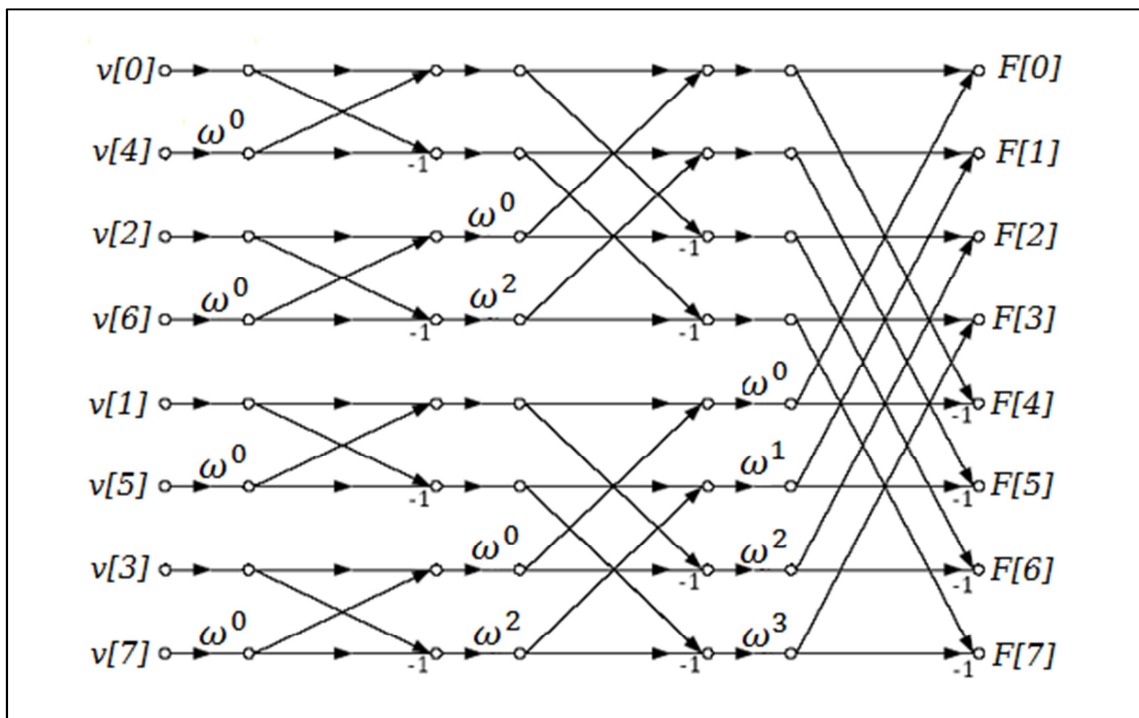 v[0] F[0]
ω⁰
v[4] -1 F[1]
ω⁰
v[2] -1 F[2]
ω⁰ ω²
v[6] -1 -1 F[3]
ω⁰
v[1] -1 F[4]
ω⁰ ω¹
v[5] -1 -1 F[5]
ω⁰ ω²
v[3] -1 -1 F[6]
ω⁰ ω² ω³
v[7] -1 -1 -1 F[7]